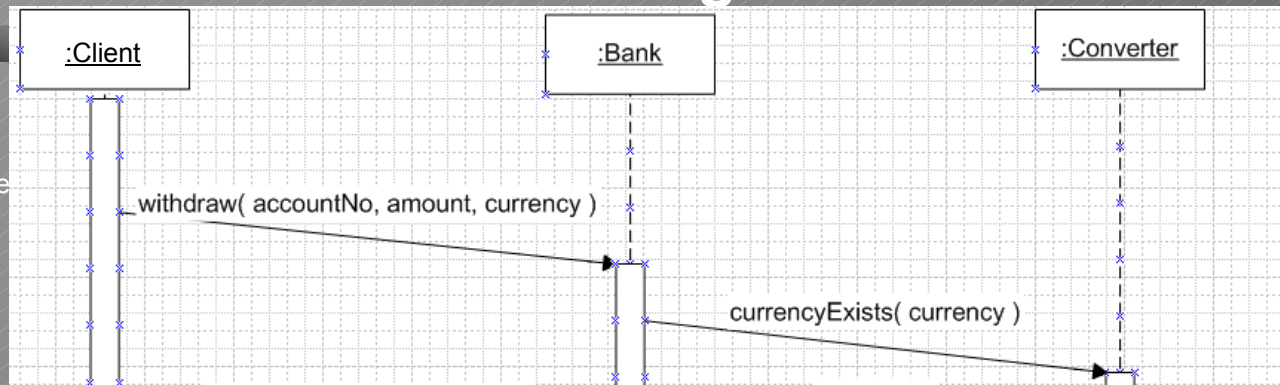 :Client
:Bank
:Converter
withdraw( accountNo, amount, currency )
currencyExists( currency )